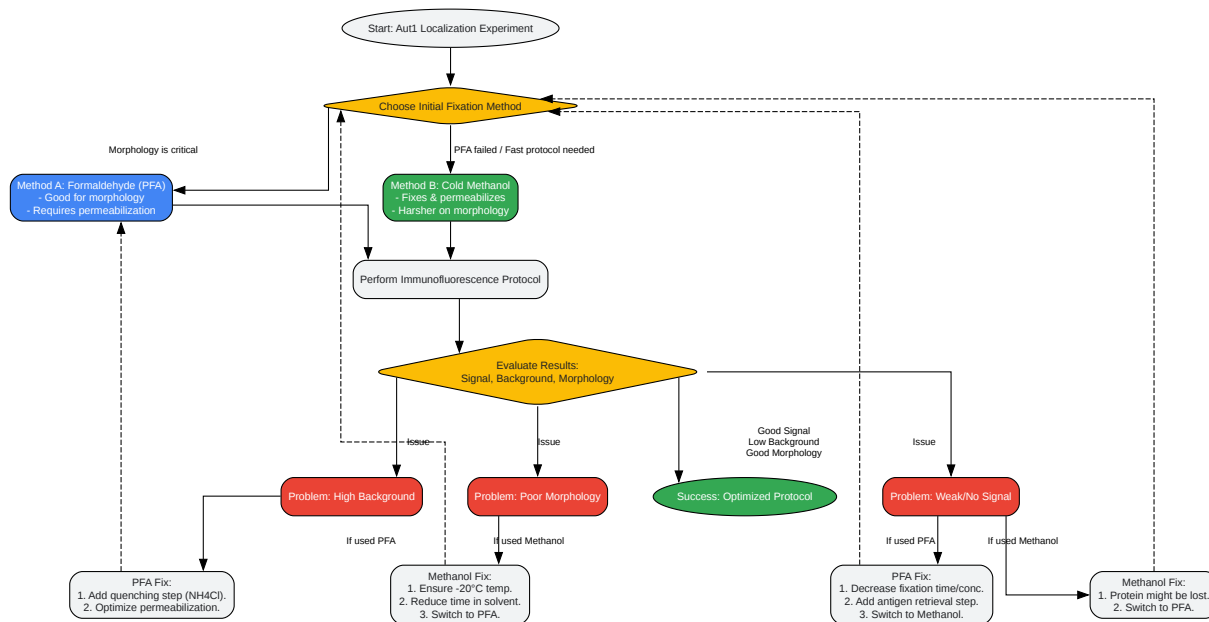 Start: Aut1 Localization Experiment
Choose Initial Fixation Method
Morphology is critical
PFA failed / Fast protocol needed
Method A: Formaldehyde (PFA)
- Good for morphology
- Requires permeabilization
Method B: Cold Methanol
- Fixes & permeabilizes
- Harsher on morphology
Perform Immunofluorescence Protocol
Evaluate Results:
Signal, Background, Morphology
Issue
Issue
Good Signal
Low Background
Good Morphology
Issue
Problem: High Background
Problem: Poor Morphology
Success: Optimized Protocol
Problem: Weak/No Signal
If used PFA
If used Methanol
If used PFA
If used Methanol
PFA Fix:
1. Add quenching step (NH4Cl).
2. Optimize permeabilization.
Methanol Fix:
1. Ensure -20°C temp.
2. Reduce time in solvent.
3. Switch to PFA.
PFA Fix:
1. Decrease fixation time/conc.
2. Add antigen retrieval step.
3. Switch to Methanol.
Methanol Fix:
1. Protein might be lost.
2. Switch to PFA.